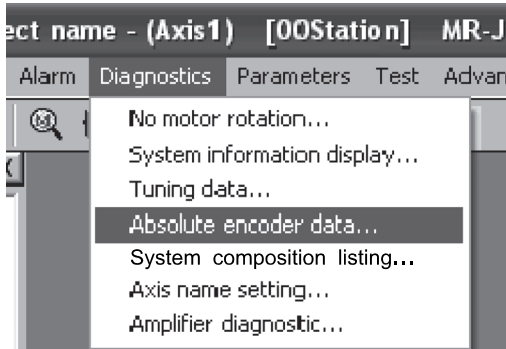 ect name - (Axis1) [00Station] MR-J
Alarm Diagnostics Parameters Test Advan
No motor rotation...
System information display...
Tuning data...
Absolute encoder data...
System composition listing...
Axis name setting...
Amplifier diagnostic...